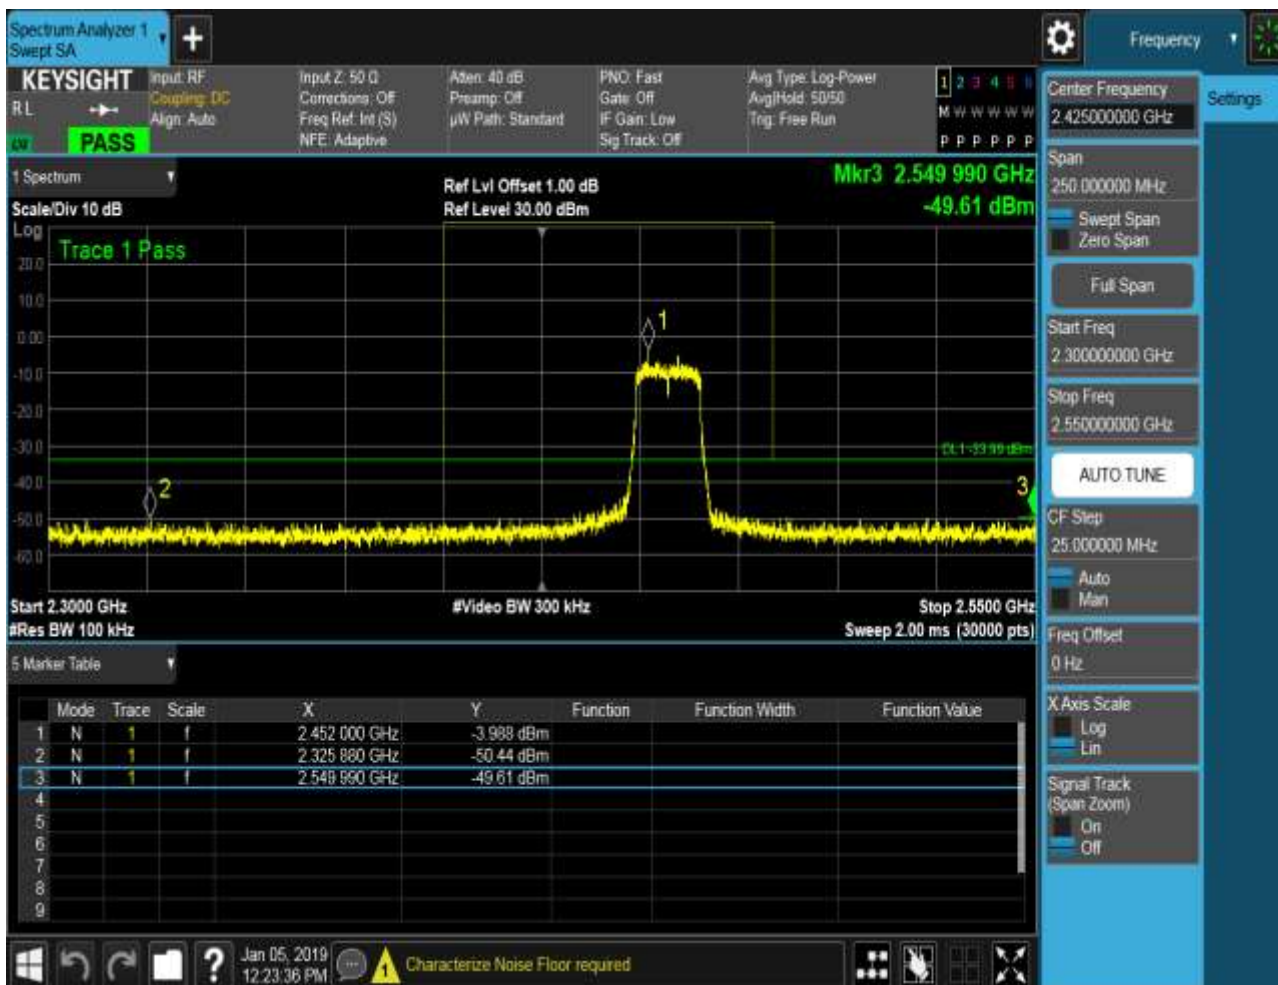 Spectrum Analyzer 1
Swept SA
Frequency
KEYSIGHT
Input: RF
Coupling: DC
Align: Auto
Input Z: 50 Ω
Corrections: Off
Freq Ref: Int (S)
NFE: Adaptive
Atten: 40 dB
Preamp: Off
µW Path: Standard
PNO: Fast
Gate: Off
IF Gain: Low
Sig Track: Off
Avg Type: Log-Power
Avg|Hold: 50/50
Trig: Free Run
1 2 3 4 5 6
M W W W W W
P P P P P P
R L
PASS
1 Spectrum
Scale/Div 10 dB
Ref Lvl Offset 1.00 dB
Ref Level 30.00 dBm
Mkr3 2.549 990 GHz
-49.61 dBm
Log
Trace 1 Pass
20.0
10.0
0.00
-10.0
-20.0
-30.0
-40.0
-50.0
-60.0
1
2
3
DL1 -33.99 dBm
Start 2.3000 GHz
#Video BW 300 kHz
Stop 2.5500 GHz
#Res BW 100 kHz
Sweep 2.00 ms (30000 pts)
5 Marker Table
Mode Trace Scale X Y Function Function Width Function Value
1 N 1 f 2.452 000 GHz -3.988 dBm
2 N 1 f 2.325 880 GHz -50.44 dBm
3 N 1 f 2.549 990 GHz -49.61 dBm
4
5
6
7
8
9
Center Frequency
2.425000000 GHz
Settings
Span
250.000000 MHz
Swept Span
Zero Span
Full Span
Start Freq
2.300000000 GHz
Stop Freq
2.550000000 GHz
AUTO TUNE
CF Step
25.000000 MHz
Auto
Man
Freq Offset
0 Hz
X Axis Scale
Log
Lin
Signal Track
(Span Zoom)
On
Off
?
Jan 05, 2019
12:23:36 PM
1
Characterize Noise Floor required